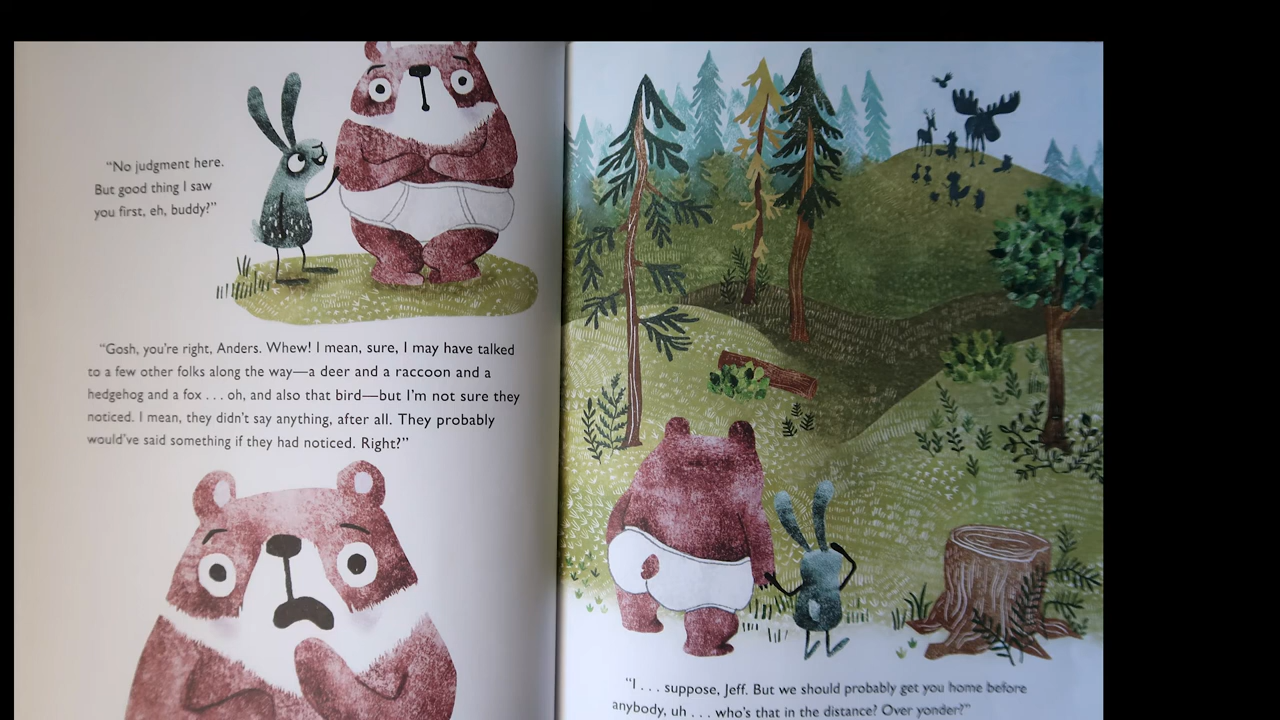 “No judgment here.
But good thing I saw
you first, eh, buddy?”
“Gosh, you’re right, Anders. Whew! I mean, sure, I may have talked
to a few other folks along the way—a deer and a raccoon and a
hedgehog and a fox . . . oh, and also that bird—but I’m not sure they
noticed. I mean, they didn’t say anything, after all. They probably
would’ve said something if they had noticed. Right?”
“I . . . suppose, Jeff. But we should probably get you home before
anybody, uh . . . who’s that in the distance? Over yonder?”